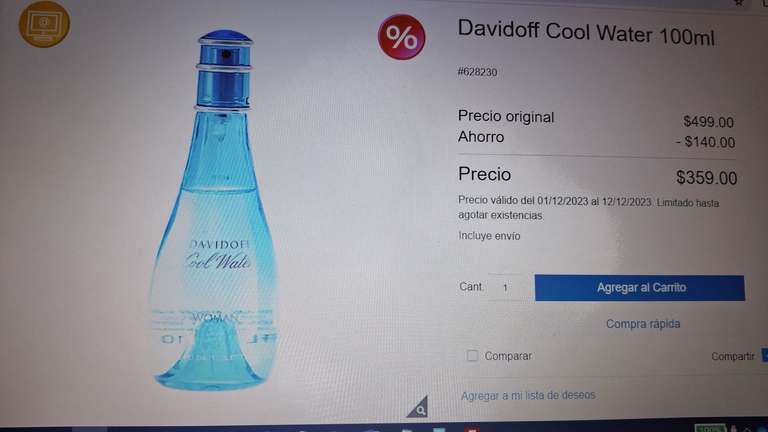 Davidoff Cool Water 100ml
%
#628230
Precio original $499.00
Ahorro - $140.00
Precio $359.00
Precio válido del 01/12/2023 al 12/12/2023. Limitado hasta
agotar existencias
Incluye envío
Cant. 1 Agregar al Carrito
Compra rápida
Comparar Compartir
Agregar a mi lista de deseos
@
DAVIDOFF
Cool Water
WOMAN
100%